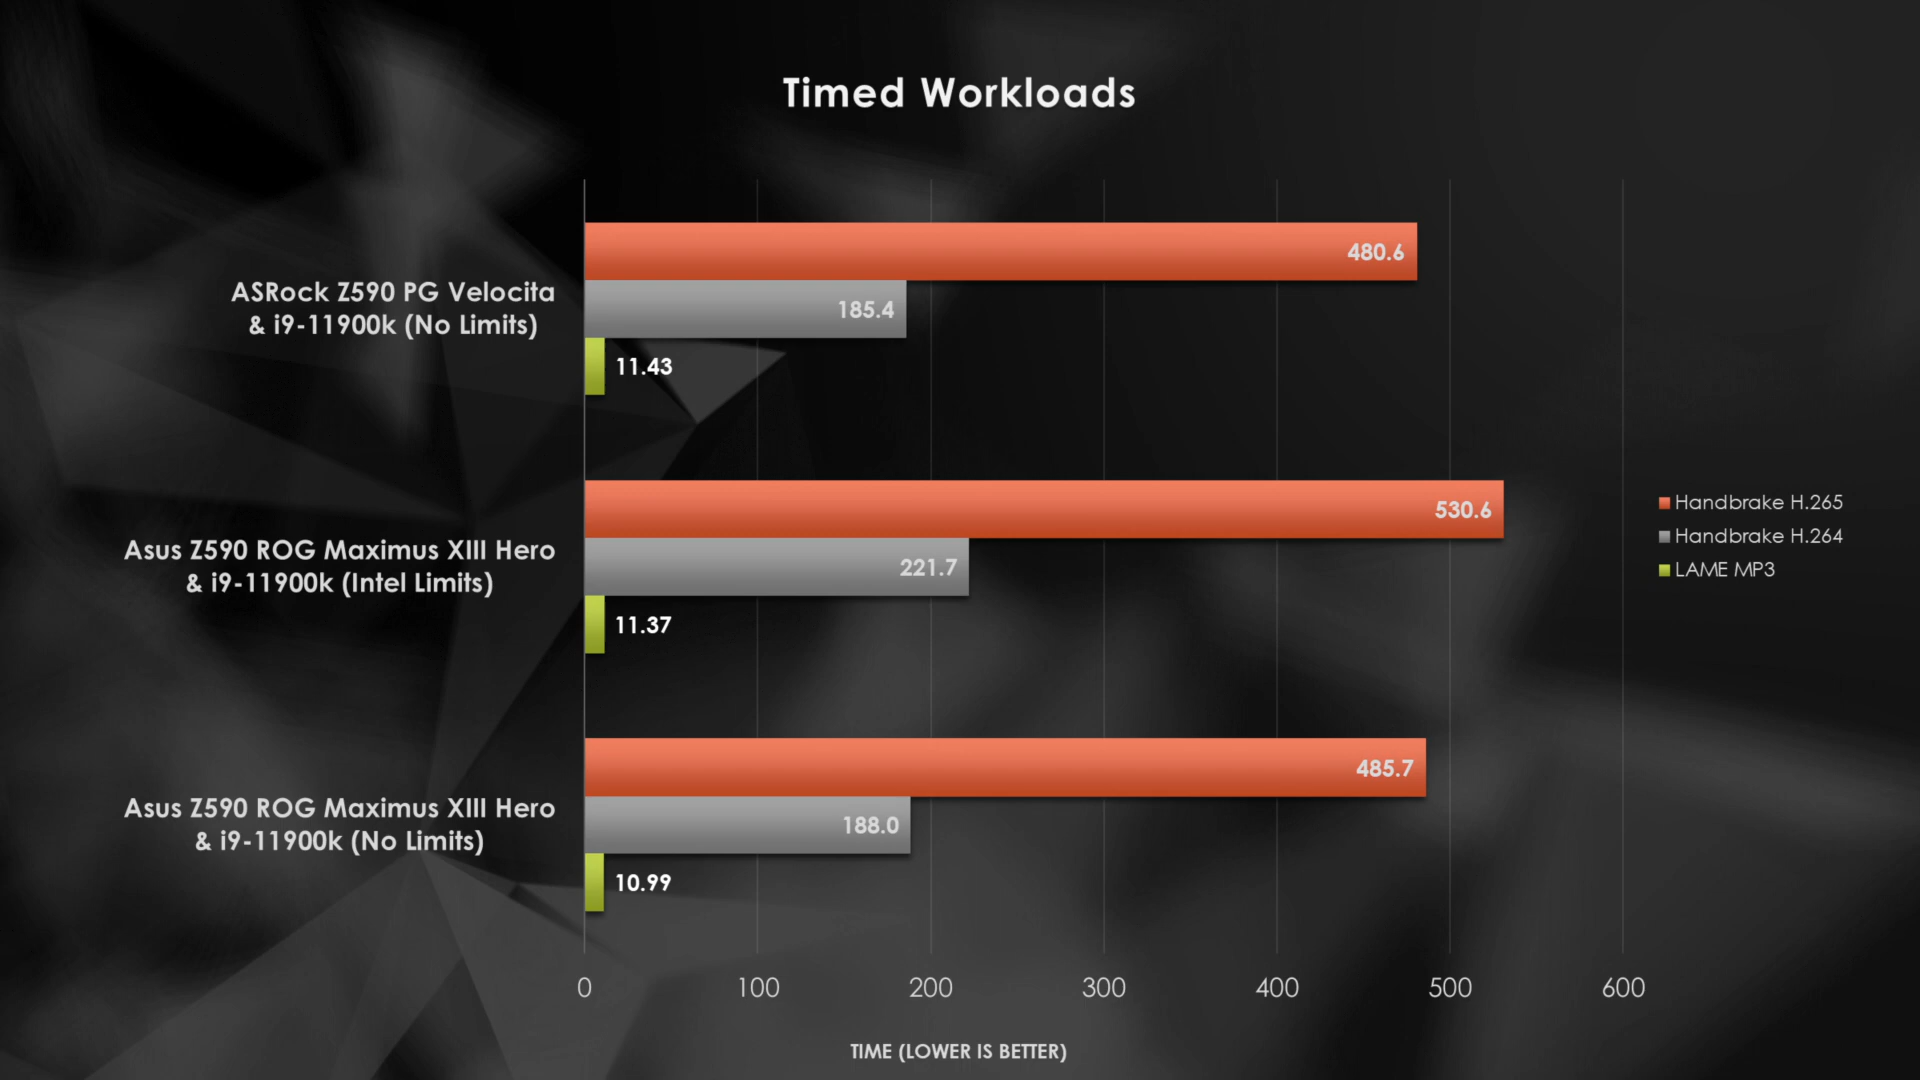 Timed Workloads
ASRock Z590 PG Velocita
& i9-11900k (No Limits)
480.6
185.4
11.43
Asus Z590 ROG Maximus XIII Hero
& i9-11900k (Intel Limits)
530.6
221.7
11.37
Asus Z590 ROG Maximus XIII Hero
& i9-11900k (No Limits)
485.7
188.0
10.99
Handbrake H.265
Handbrake H.264
LAME MP3
0 100 200 300 400 500 600
TIME (LOWER IS BETTER)